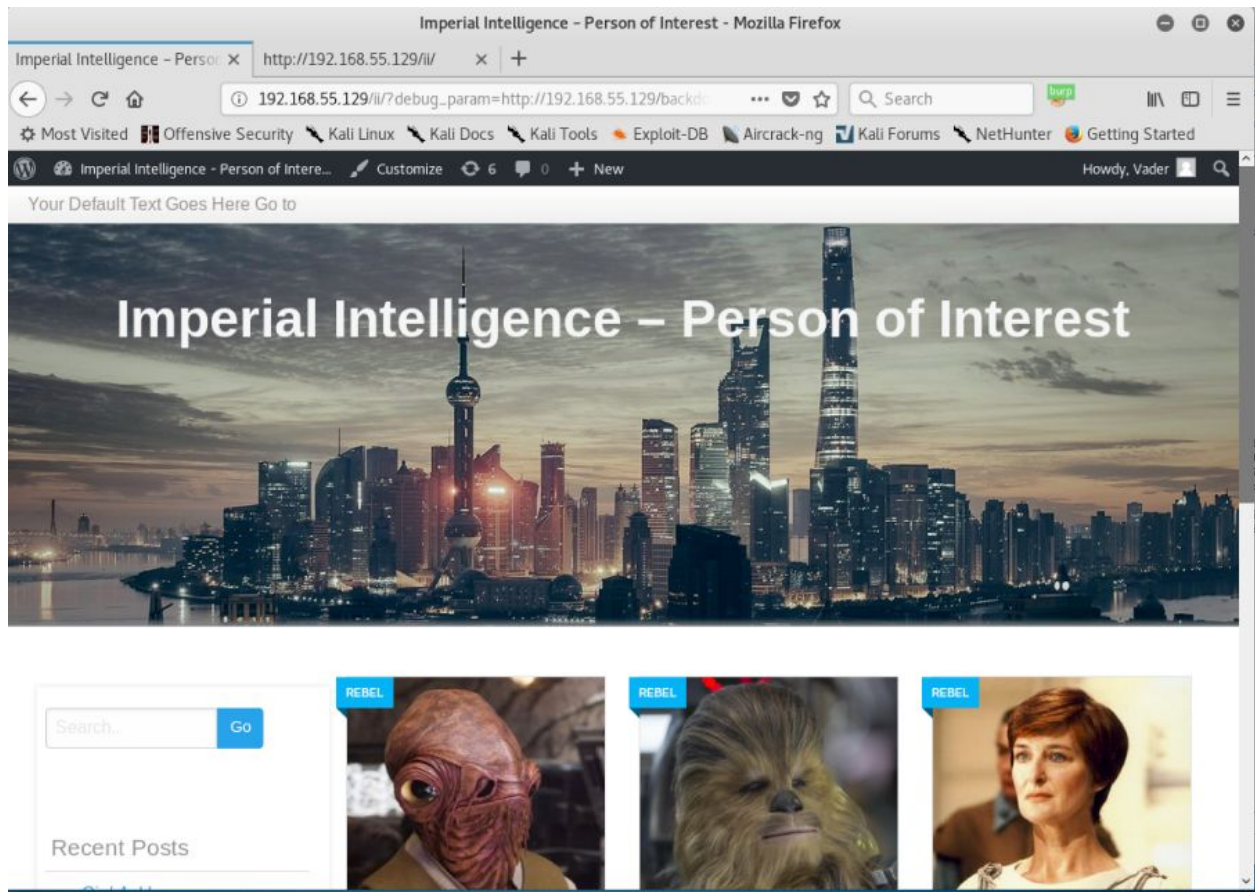 Imperial Intelligence – Person of Interest - Mozilla Firefox
Imperial Intelligence – Person
http://192.168.55.129/ii/
192.168.55.129/ii/?debug_param=http://192.168.55.129/backdo
Search
burp
Most Visited Offensive Security Kali Linux Kali Docs Kali Tools Exploit-DB Aircrack-ng Kali Forums NetHunter Getting Started
Imperial Intelligence - Person of Intere... Customize 6 0 New Howdy, Vader
Your Default Text Goes Here Go to
Imperial Intelligence – Person of Interest
REBEL REBEL REBEL
Search.. Go
Recent Posts